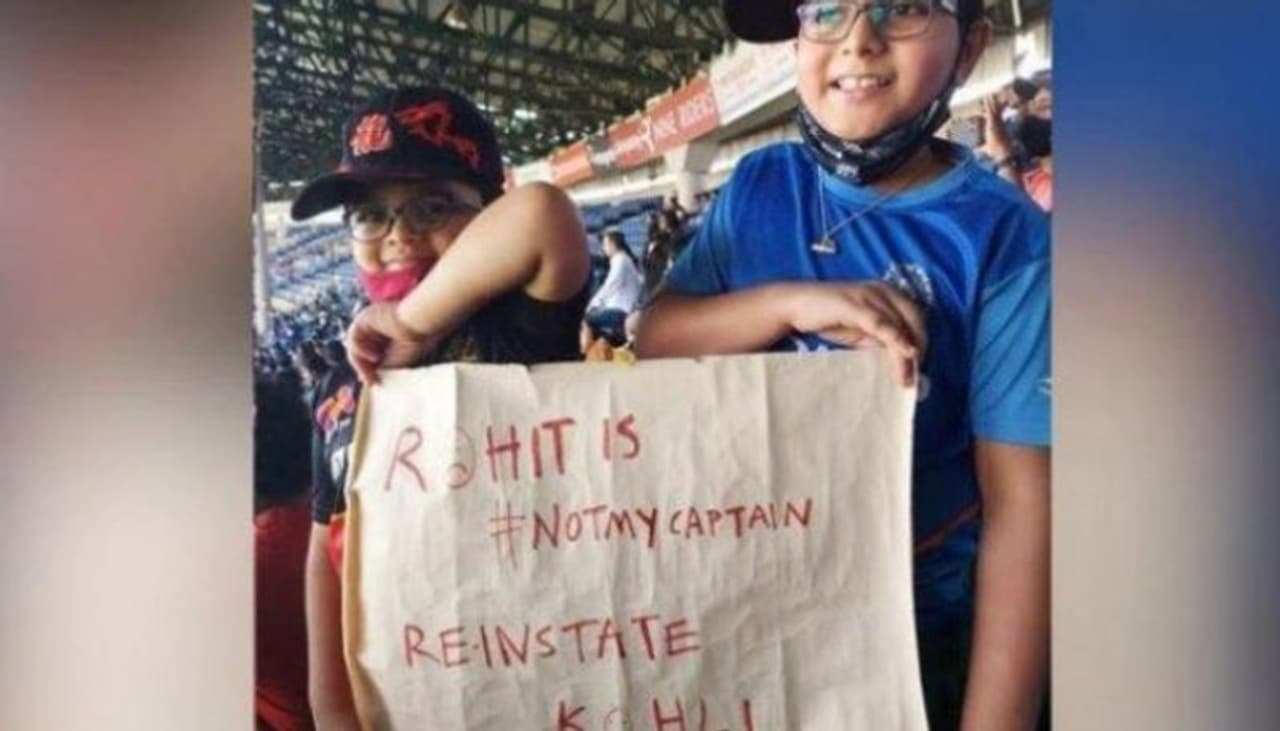 ROHIT IS
#NOTMYCAPTAIN
RE-INSTATE
KOHLI